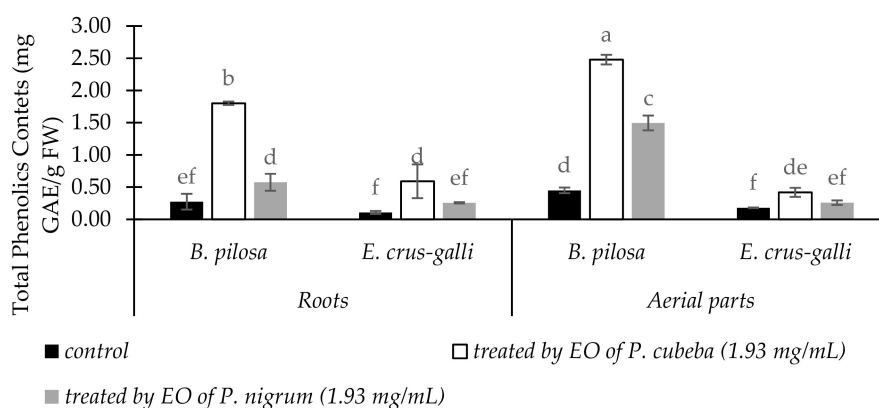 Total Phenolics Contets (mg
GAE/g FW)
3.00
2.50
2.00
1.50
1.00
0.50
0.00
ef
b
d
f
d
ef
d
a
c
f
de
ef
B. pilosa
E. crus-galli
B. pilosa
E. crus-galli
Roots
Aerial parts
control
treated by EO of P. cubeba (1.93 mg/mL)
treated by EO of P. nigrum (1.93 mg/mL)